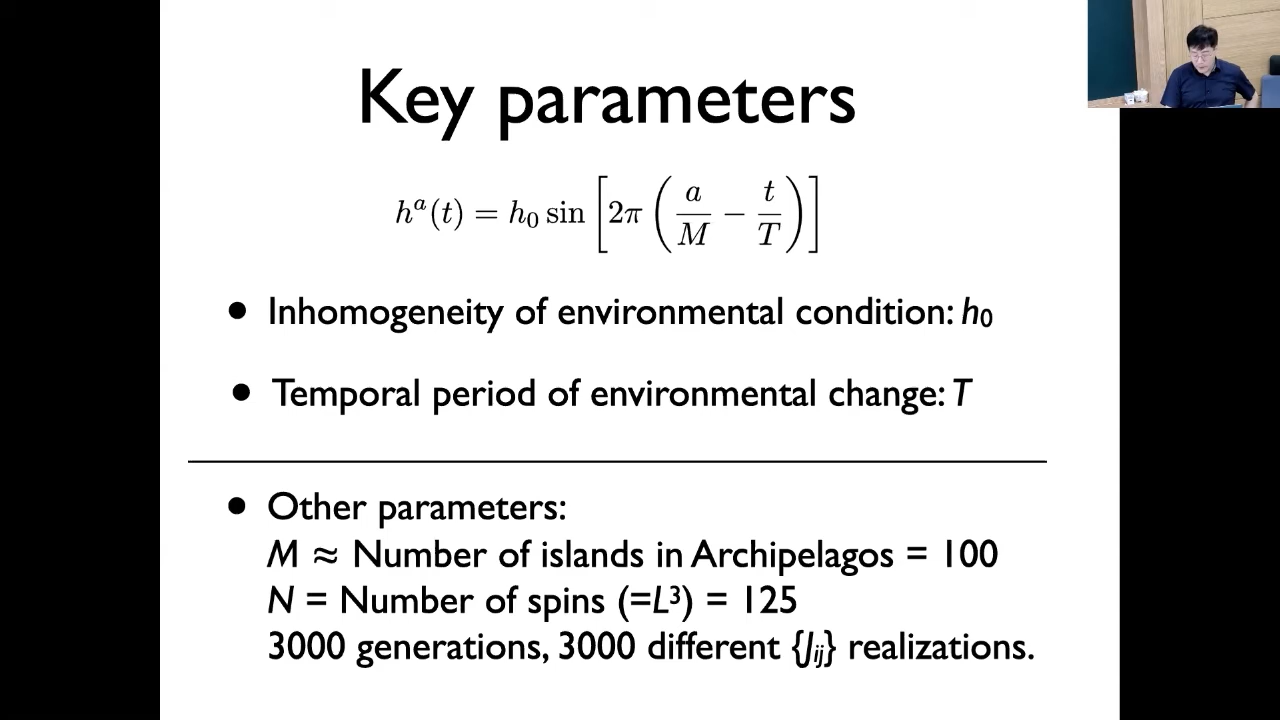 Key parameters
h^a(t) = h_0 sin [ 2π ( a/M − t/T ) ]
• Inhomogeneity of environmental condition: h₀
• Temporal period of environmental change: T
• Other parameters:
M ≈ Number of islands in Archipelagos = 100
N = Number of spins (=L³) = 125
3000 generations, 3000 different {J_ij} realizations.